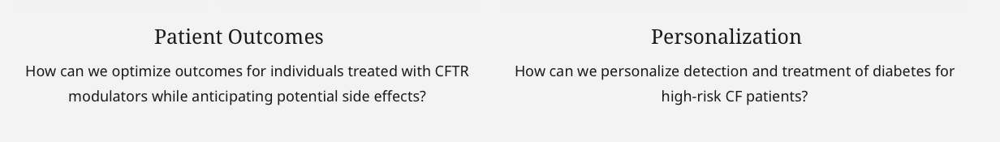 Patient Outcomes
How can we optimize outcomes for individuals treated with CFTR
modulators while anticipating potential side effects?
Personalization
How can we personalize detection and treatment of diabetes for
high-risk CF patients?